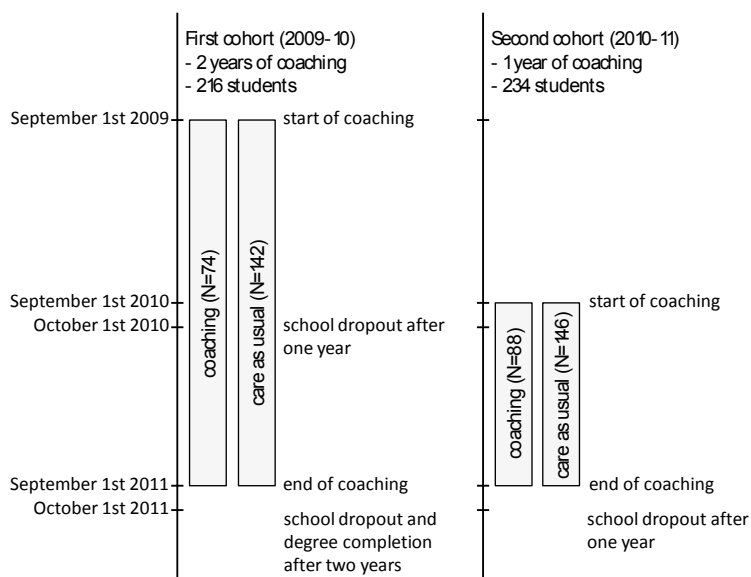 First cohort (2009-10)
- 2 years of coaching
- 216 students
Second cohort (2010-11)
- 1 year of coaching
- 234 students
September 1st 2009
start of coaching
coaching (N=74)
care as usual (N=142)
September 1st 2010
start of coaching
October 1st 2010
school dropout after
one year
coaching (N=88)
care as usual (N=146)
September 1st 2011
end of coaching
end of coaching
October 1st 2011
school dropout and
degree completion
after two years
school dropout after
one year